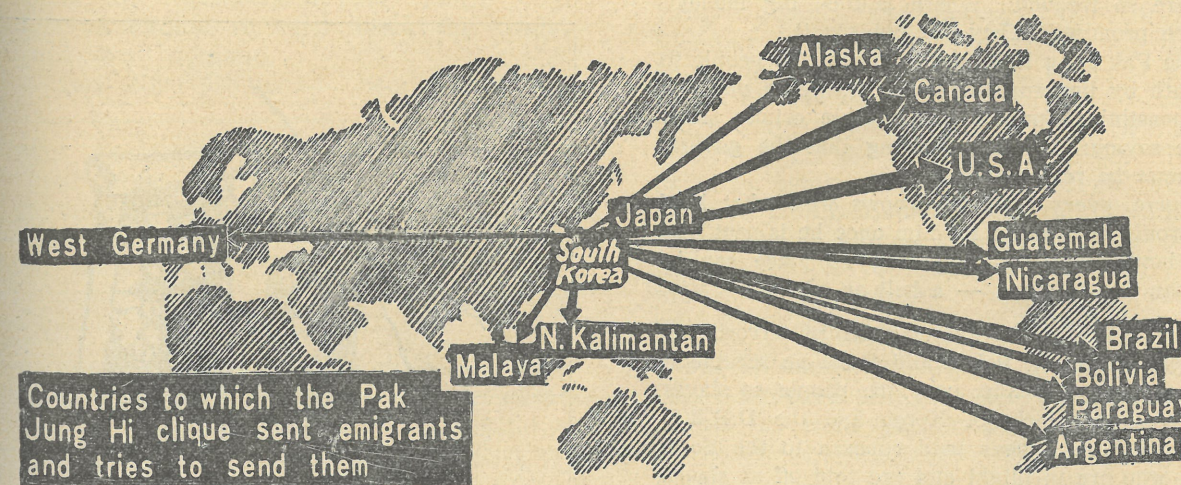 Alaska
Canada
U.S.A.
Japan
West Germany
South
Korea
Guatemala
Nicaragua
N. Kalimantan
Malaya
Brazil
Bolivia
Paraguay
Argentina
Countries to which the Pak
Jung Hi clique sent emigrants
and tries to send them